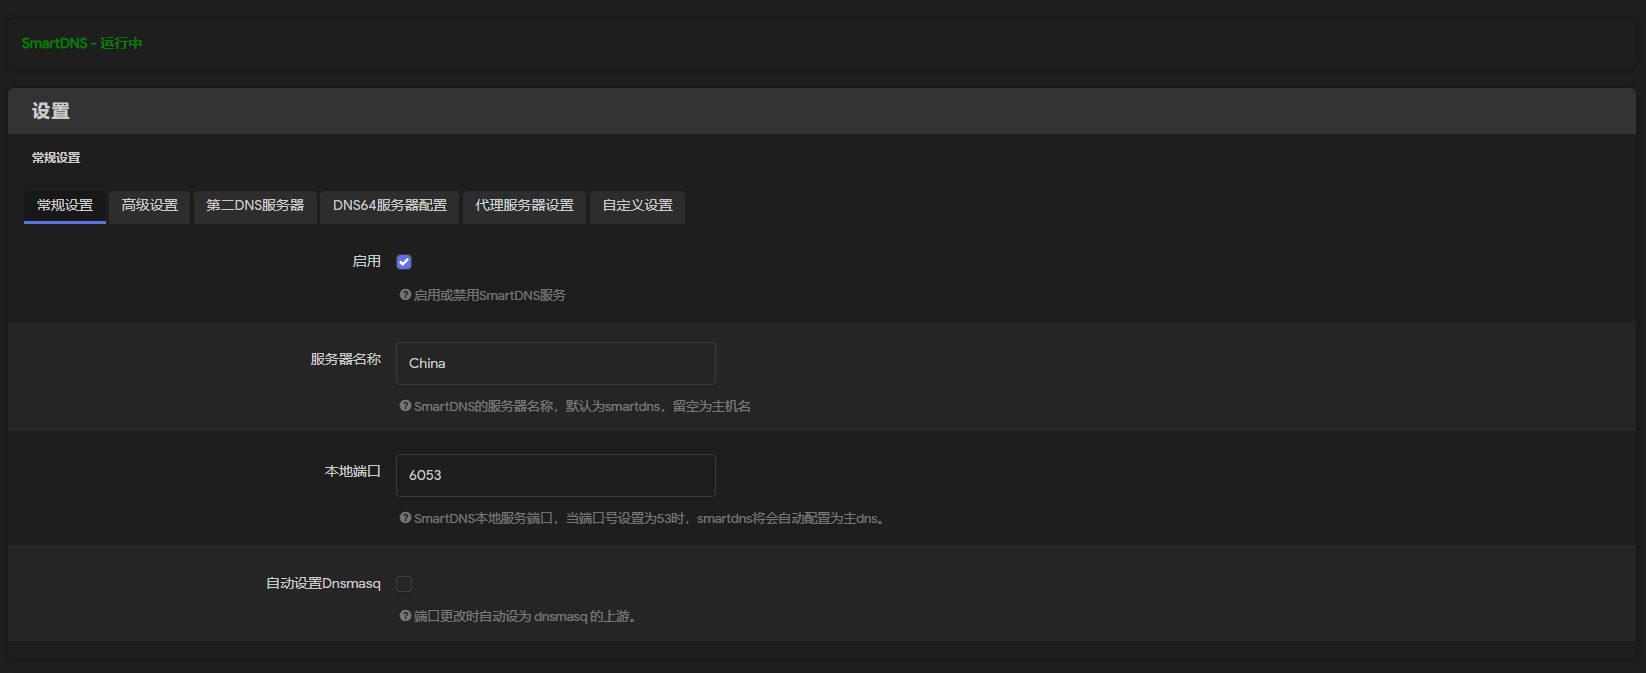 SmartDNS - 运行中
设置
常规设置
常规设置 高级设置 第二DNS服务器 DNS64服务器配置 代理服务器设置 自定义设置
启用
启用或禁用SmartDNS服务
服务器名称 China
SmartDNS的服务器名称，默认为smartdns，留空为主机名
本地端口 6053
SmartDNS本地服务端口，当端口号设置为53时，smartdns将会自动配置为主dns。
自动设置Dnsmasq
端口更改时自动设为 dnsmasq 的上游。